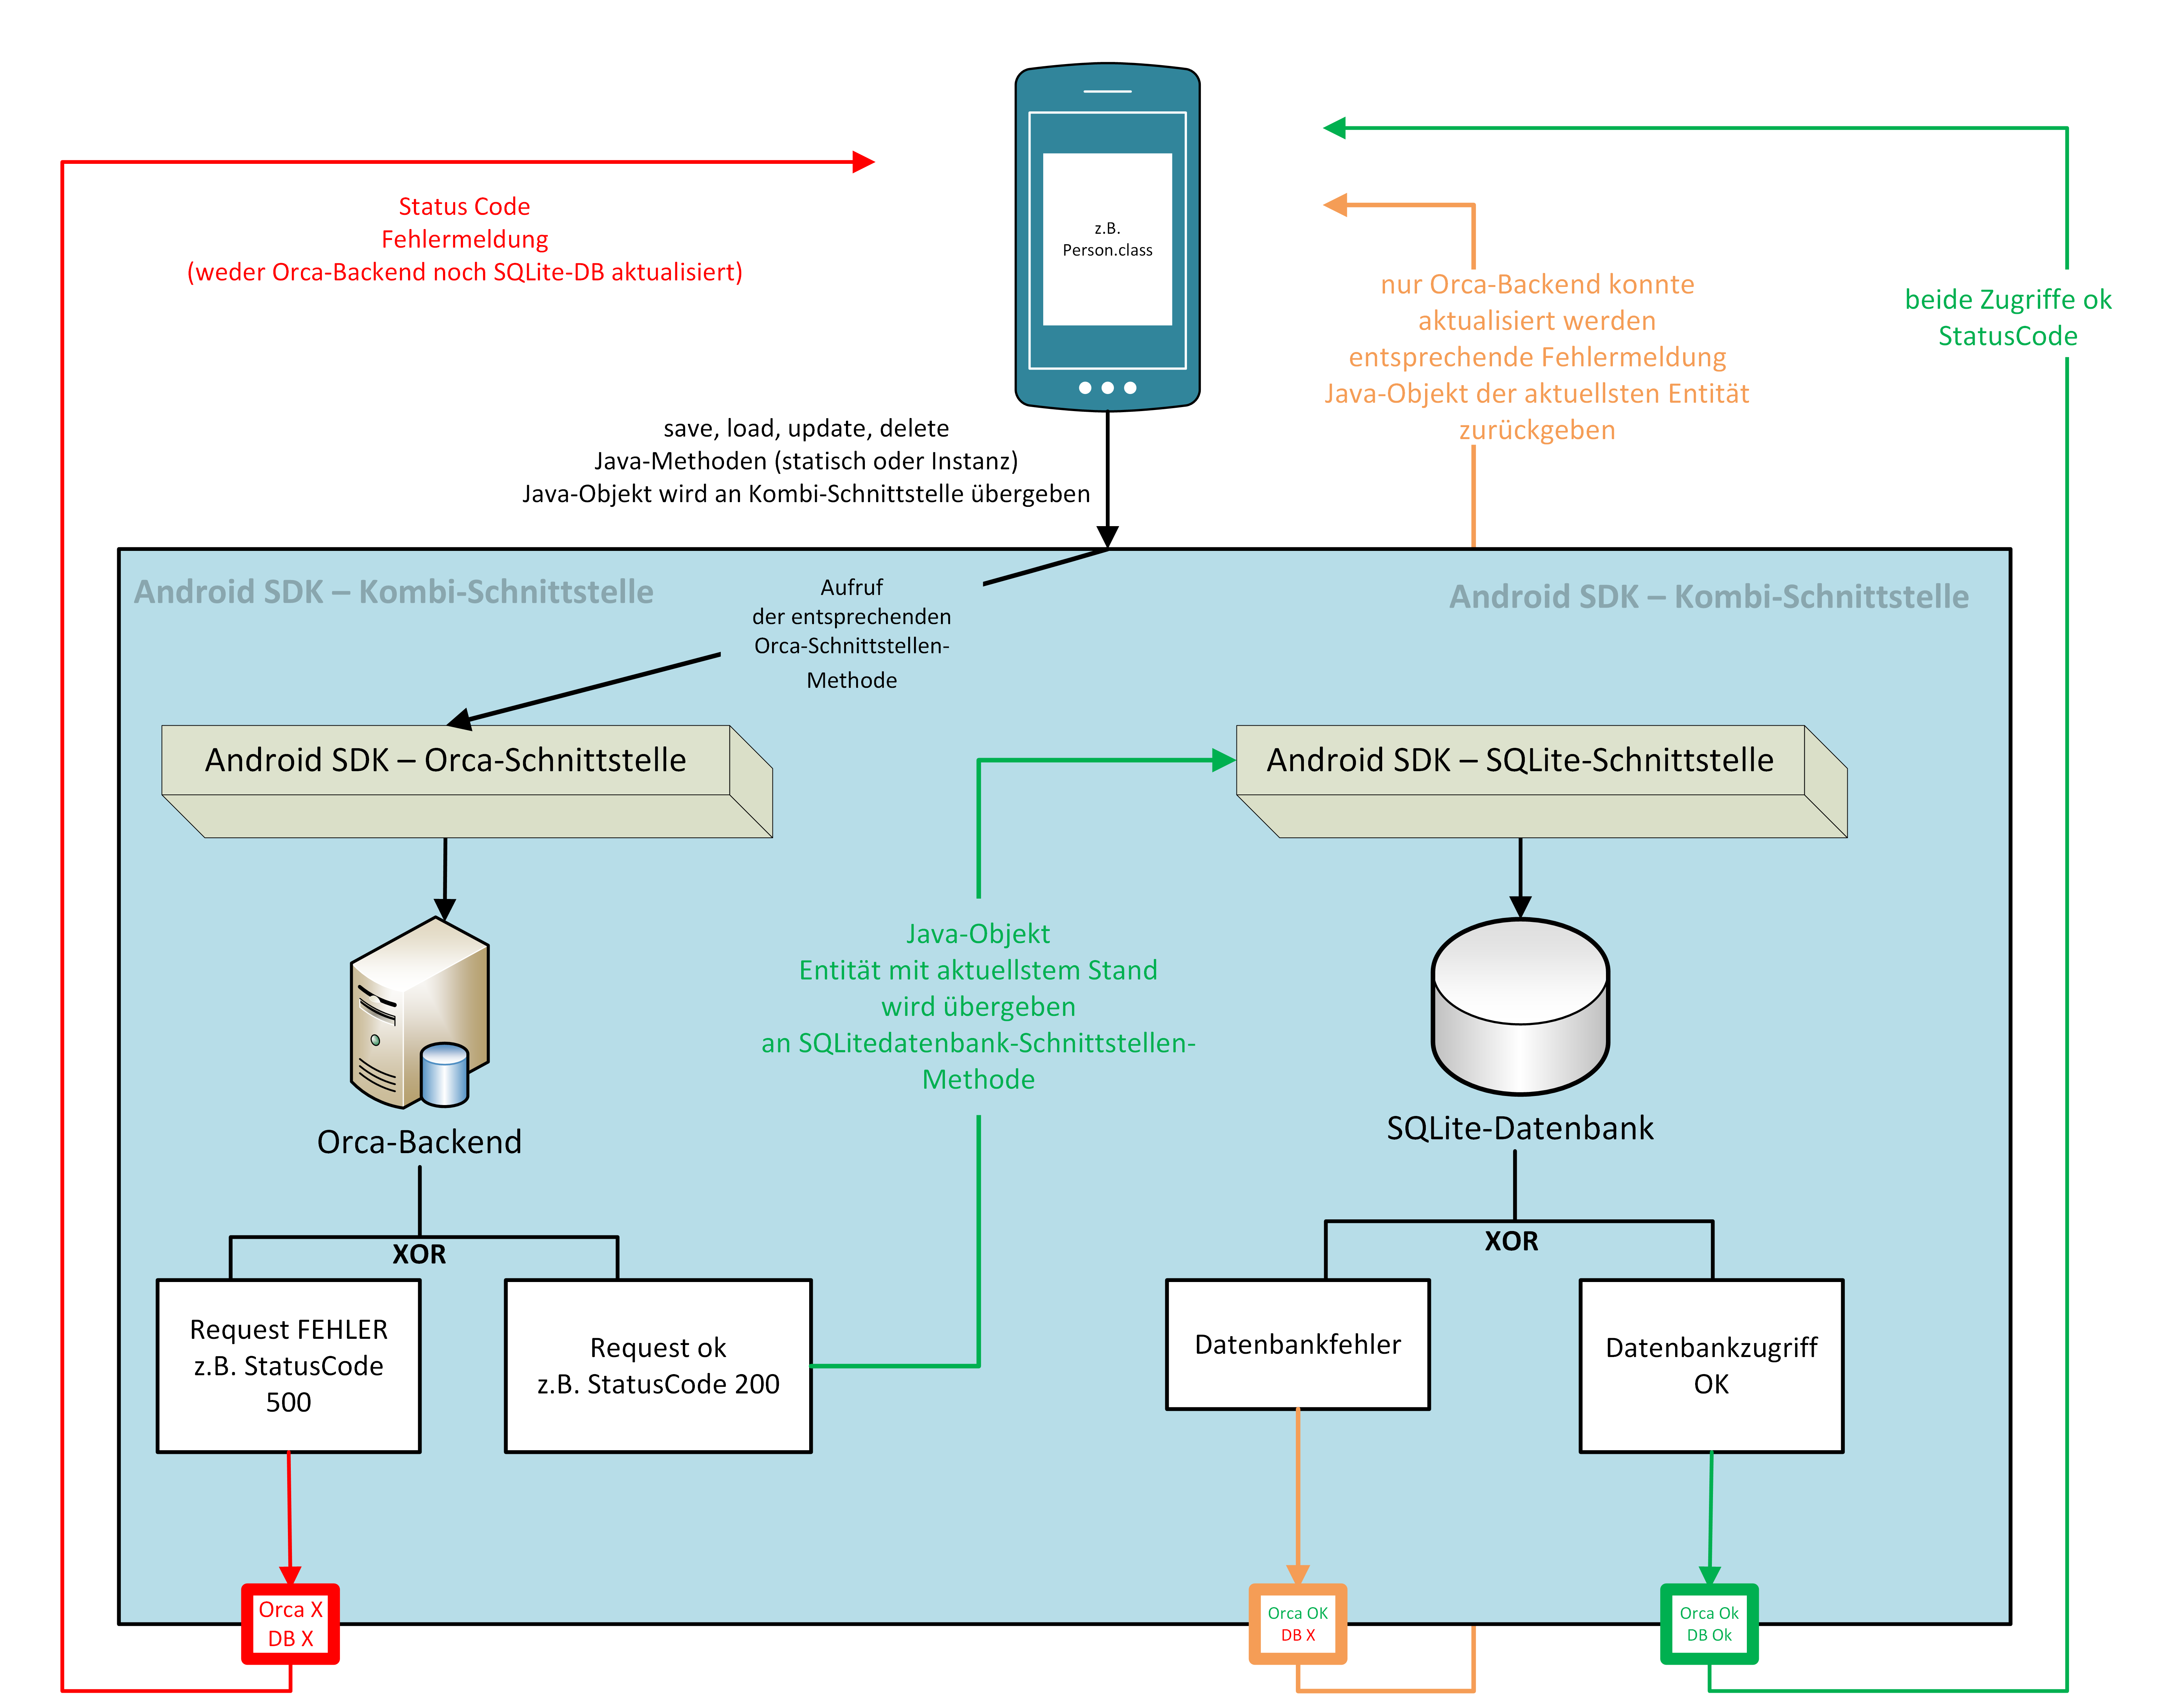 z.B.
Person.class
Status Code
Fehlermeldung
(weder Orca-Backend noch SQLite-DB aktualisiert)
nur Orca-Backend konnte
aktualisiert werden
entsprechende Fehlermeldung
Java-Objekt der aktuellsten Entität
zurückgeben
beide Zugriffe ok
StatusCode
save, load, update, delete
Java-Methoden (statisch oder Instanz)
Java-Objekt wird an Kombi-Schnittstelle übergeben
Android SDK – Kombi-Schnittstelle
Android SDK – Kombi-Schnittstelle
Aufruf
der entsprechenden
Orca-Schnittstellen-
Methode
Android SDK – Orca-Schnittstelle
Android SDK – SQLite-Schnittstelle
Java-Objekt
Entität mit aktuellstem Stand
wird übergeben
an SQLitedatenbank-Schnittstellen-
Methode
Orca-Backend
SQLite-Datenbank
XOR
XOR
Request FEHLER
z.B. StatusCode
500
Request ok
z.B. StatusCode 200
Datenbankfehler
Datenbankzugriff
OK
Orca X
DB X
Orca OK
DB X
Orca Ok
DB Ok